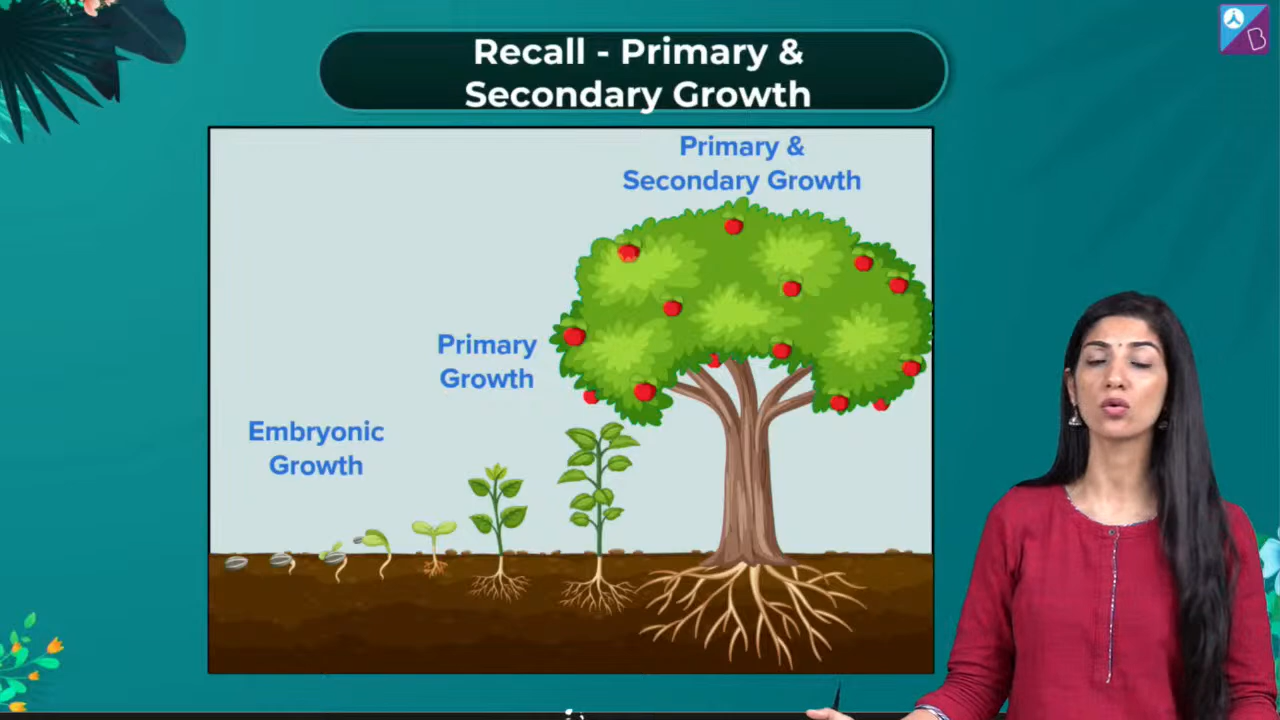 Recall - Primary &
Secondary Growth
Primary &
Secondary Growth
Primary
Growth
Embryonic
Growth
B